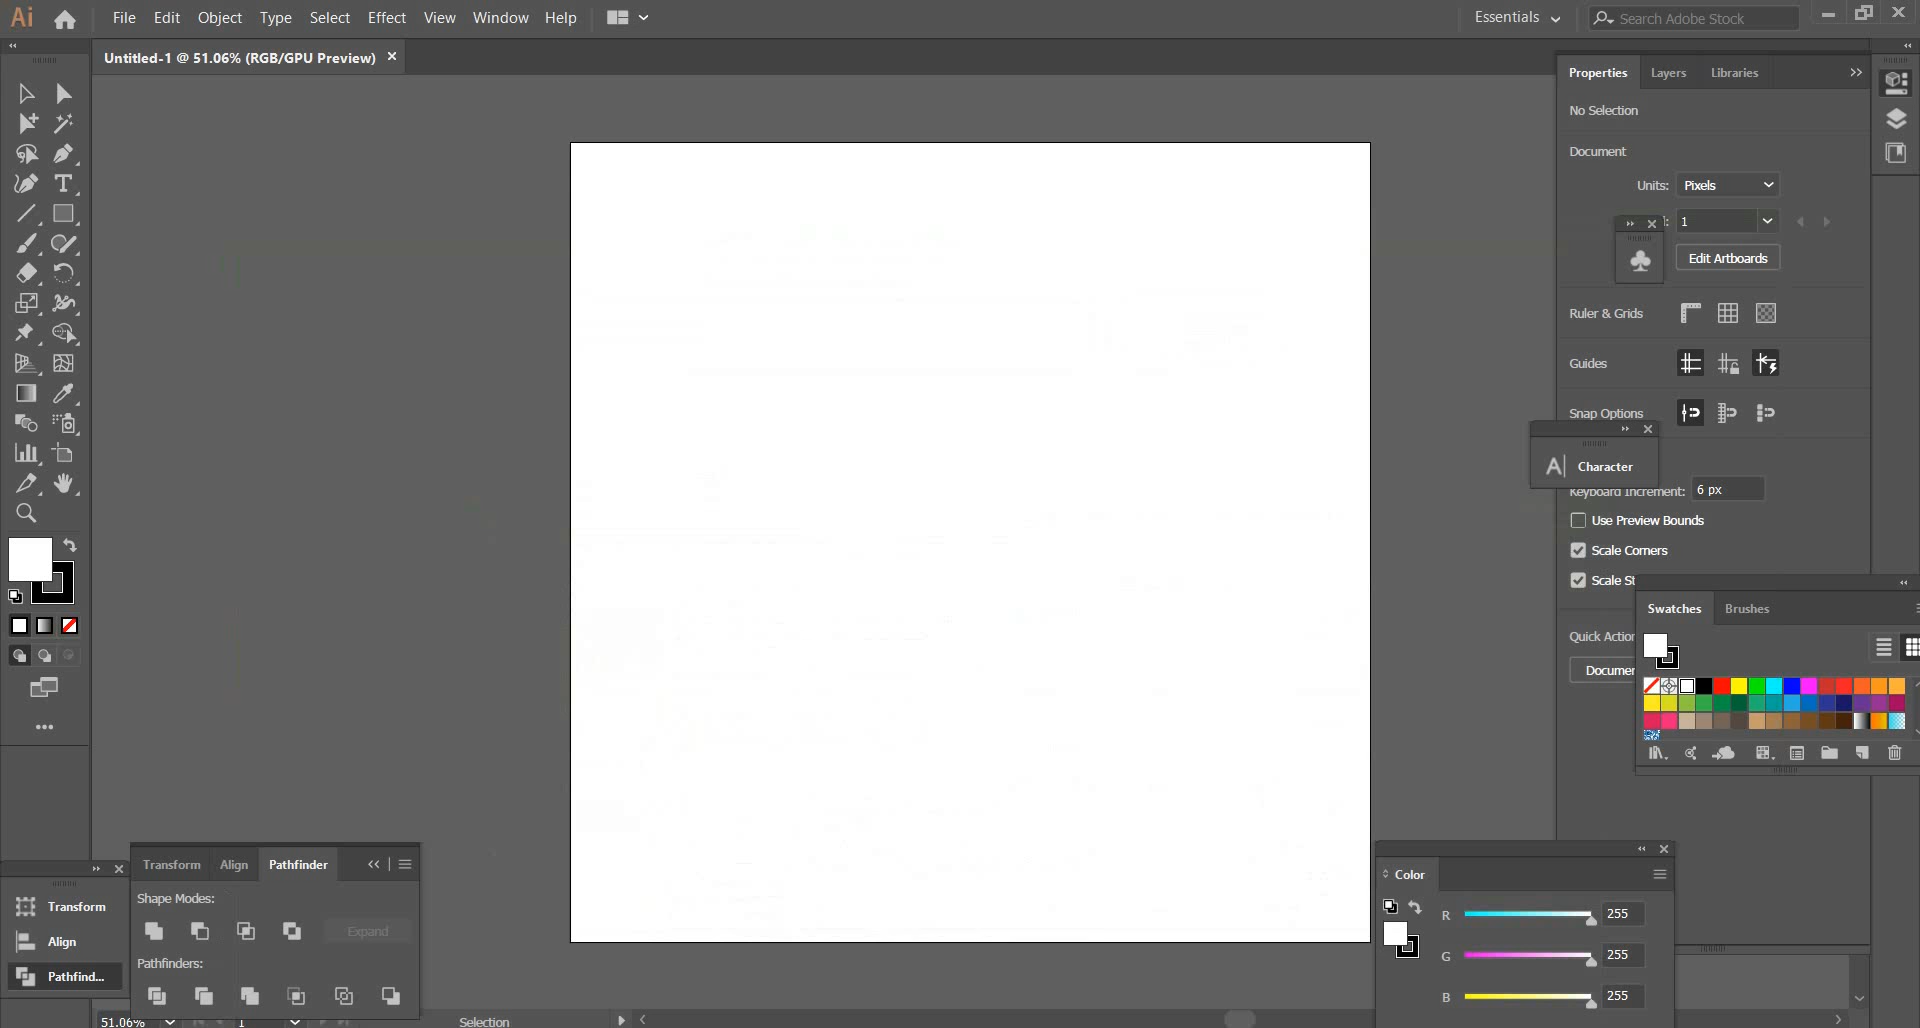 Ai File Edit Object Type Select Effect View Window Help Essentials Search Adobe Stock
Untitled-1 @ 51.06% (RGB/GPU Preview)
Properties Layers Libraries
No Selection
Document
Units: Pixels
1
Edit Artboards
Ruler & Grids
Guides
Snap Options
Character
Keyboard Increment: 6 px
Use Preview Bounds
Scale Corners
Scale St
Swatches Brushes
Quick Action
Documen
Transform Align Pathfinder
Shape Modes:
Expand
Pathfinders:
Transform
Align
Pathfind...
Color
R 255
G 255
B 255
51.06% 1 Selection